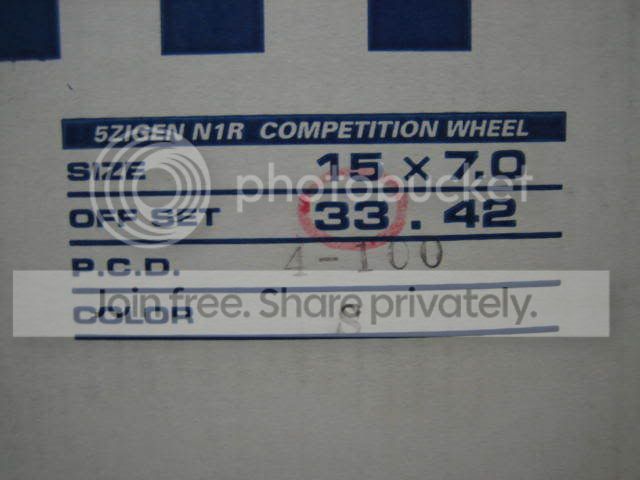 5ZIGEN N1R COMPETITION WHEEL
SIZE 15 x 7.0
OFF SET 33 . 42
P.C.D. 4-100
COLOR S
photobucket
Join free. Share privately.